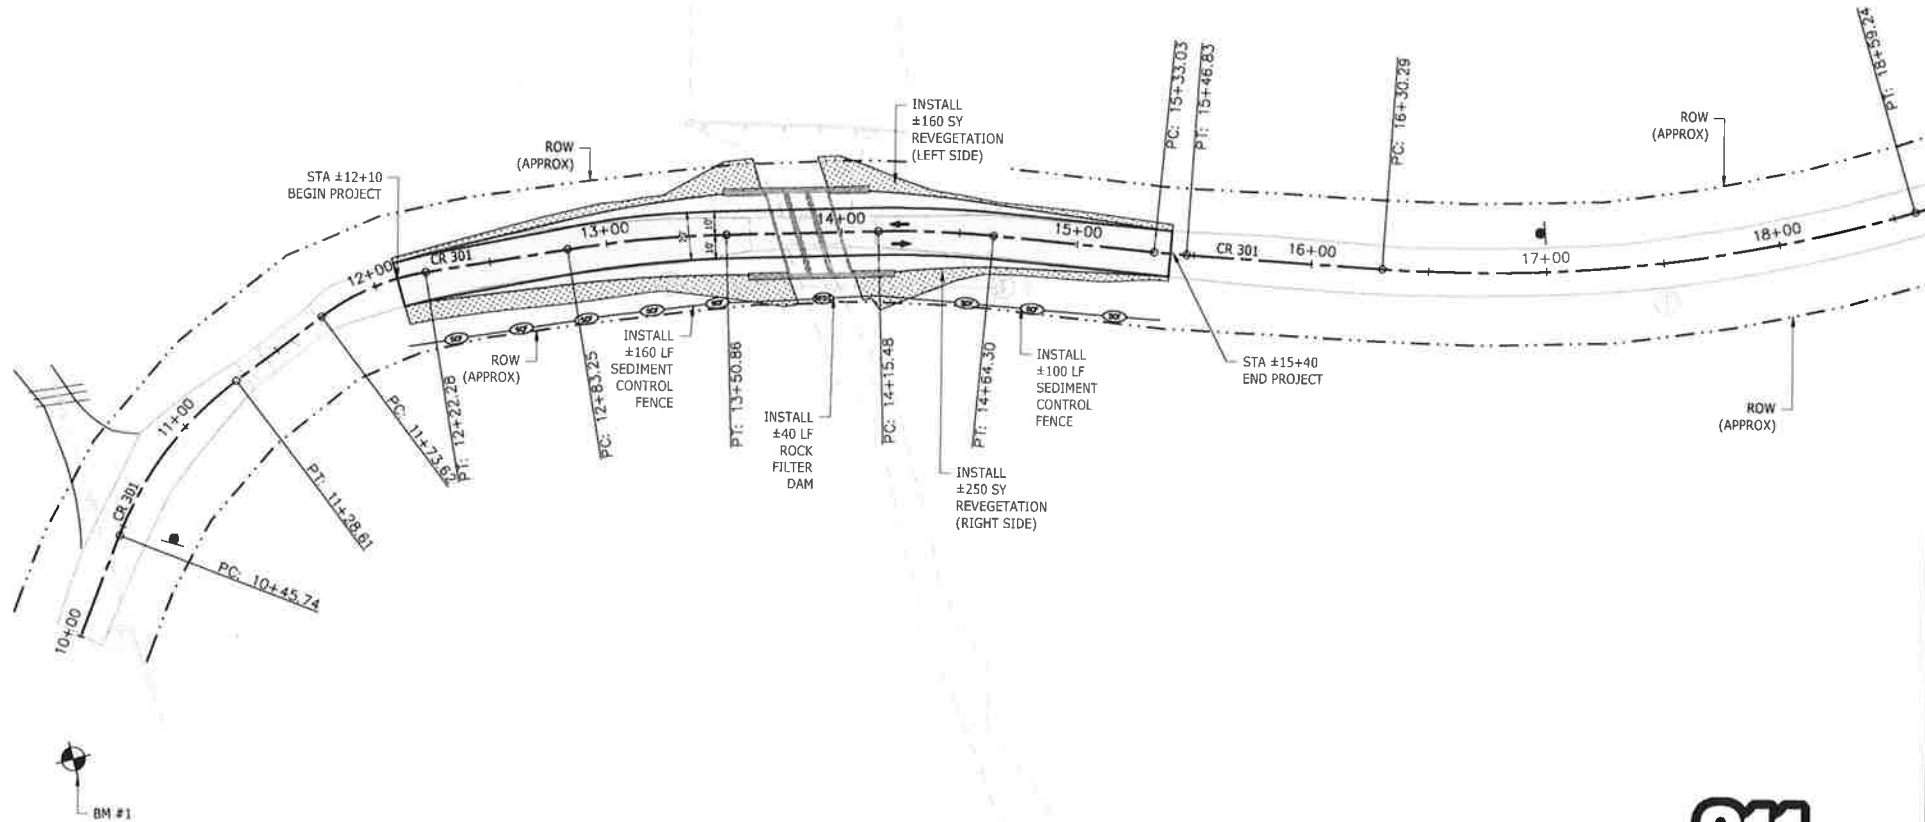 PT: 18+59.24
PC: 15+33.03
PT: 15+46.83
PC: 16+30.29
INSTALL
±160 SY
REVEGETATION
(LEFT SIDE)
ROW
(APPROX)
ROW
(APPROX)
STA ±12+10
BEGIN PROJECT
12+00
CR 301
13+00
20'
10'
10'
14+00
15+00
CR 301
16+00
17+00
18+00
INSTALL
±160 LF
SEDIMENT
CONTROL
FENCE
ROW
(APPROX)
INSTALL
±40 LF
ROCK
FILTER
DAM
INSTALL
±100 LF
SEDIMENT
CONTROL
FENCE
STA ±15+40
END PROJECT
ROW
(APPROX)
INSTALL
±250 SY
REVEGETATION
(RIGHT SIDE)
PC: 11+73.62
PT: 12+22.28
PC: 12+83.25
PT: 13+50.86
PC: 14+15.48
PT: 14+64.30
11+00
PT: 11+28.61
CR 301
PC: 10+45.74
10+00
BM #1
811